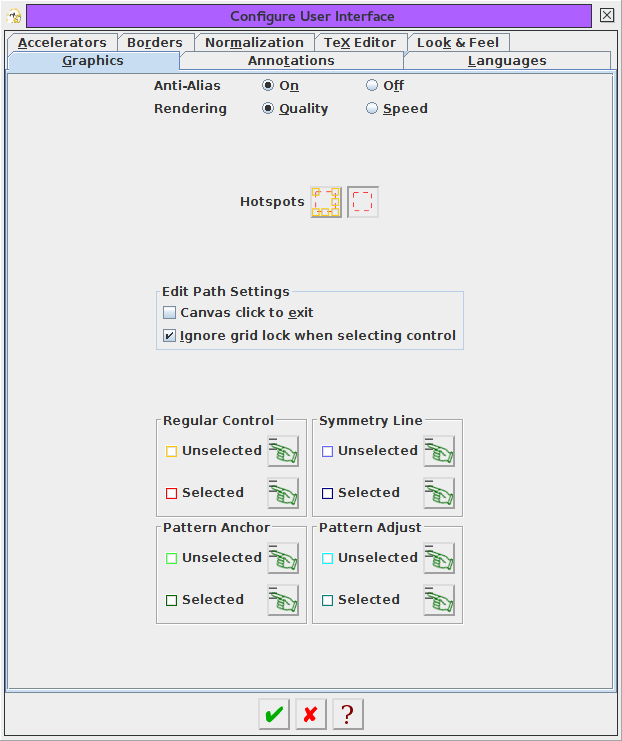 Configure User Interface
Accelerators Borders Normalization TeX Editor Look & Feel
Graphics Annotations Languages
Anti-Alias On Off
Rendering Quality Speed
Hotspots
Edit Path Settings
Canvas click to exit
Ignore grid lock when selecting control
Regular Control Symmetry Line
Unselected Unselected
Selected Selected
Pattern Anchor Pattern Adjust
Unselected Unselected
Selected Selected
?